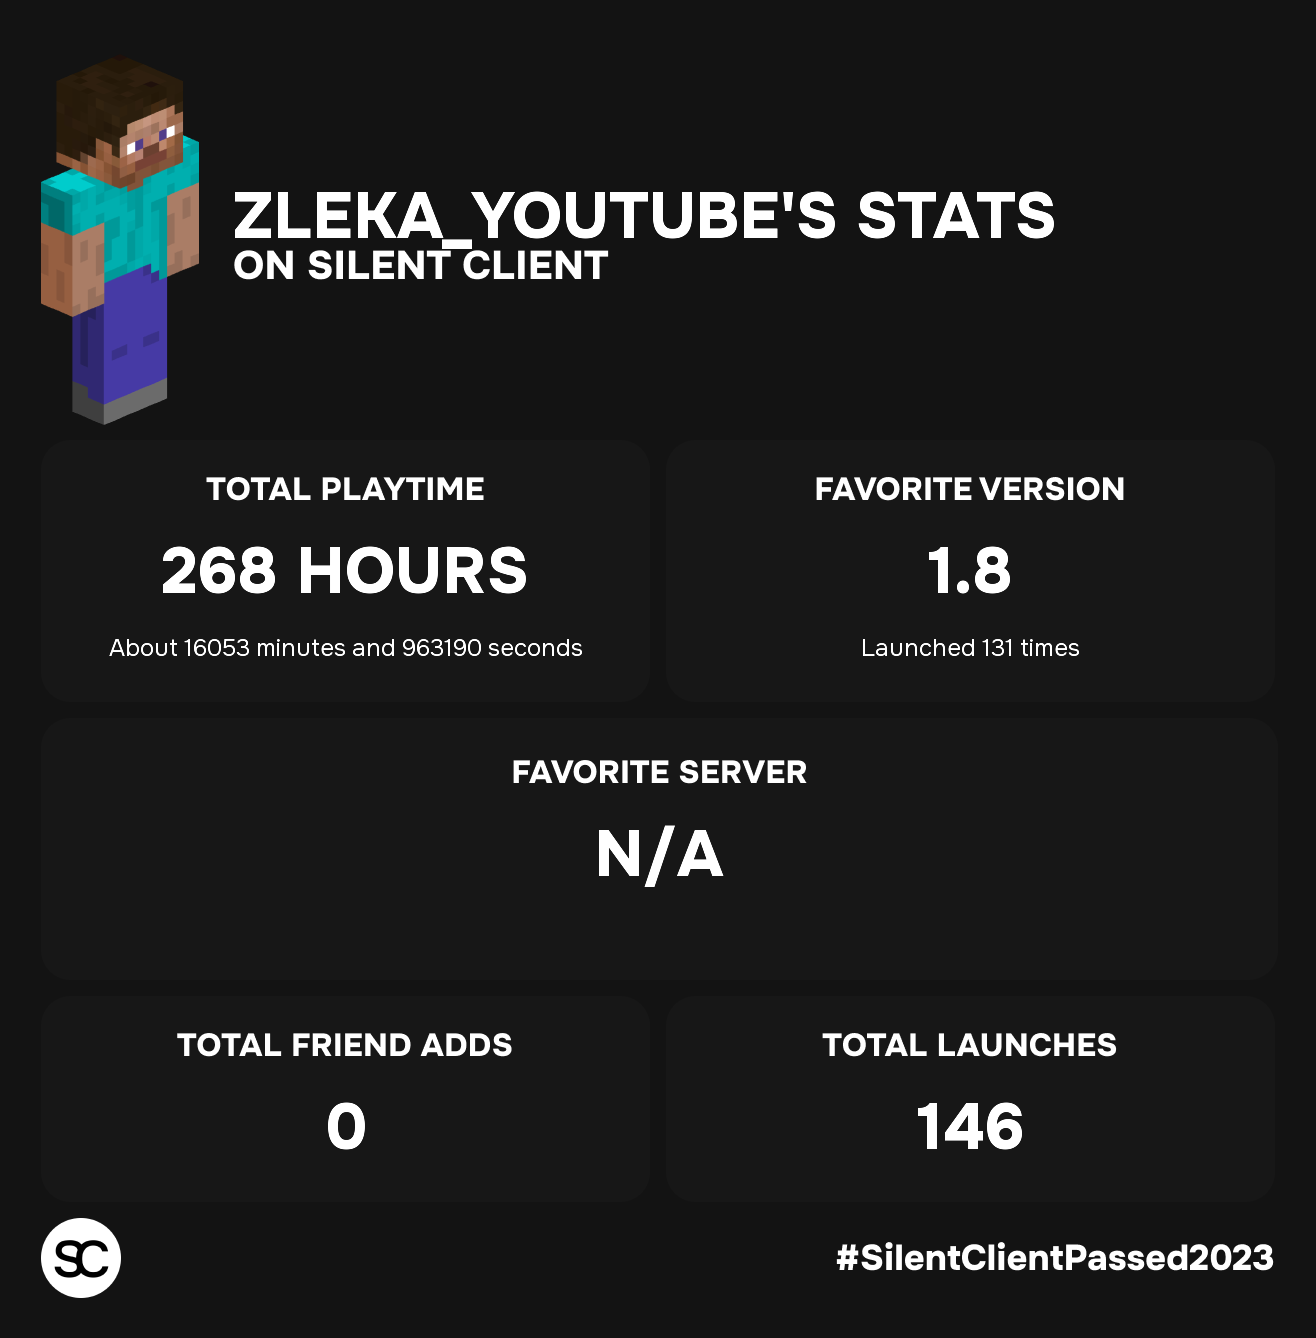 ZLEKA_YOUTUBE'S STATS
ON SILENT CLIENT
TOTAL PLAYTIME
268 HOURS
About 16053 minutes and 963190 seconds
FAVORITE VERSION
1.8
Launched 131 times
FAVORITE SERVER
N/A
TOTAL FRIEND ADDS
0
TOTAL LAUNCHES
146
SC
#SilentClientPassed2023